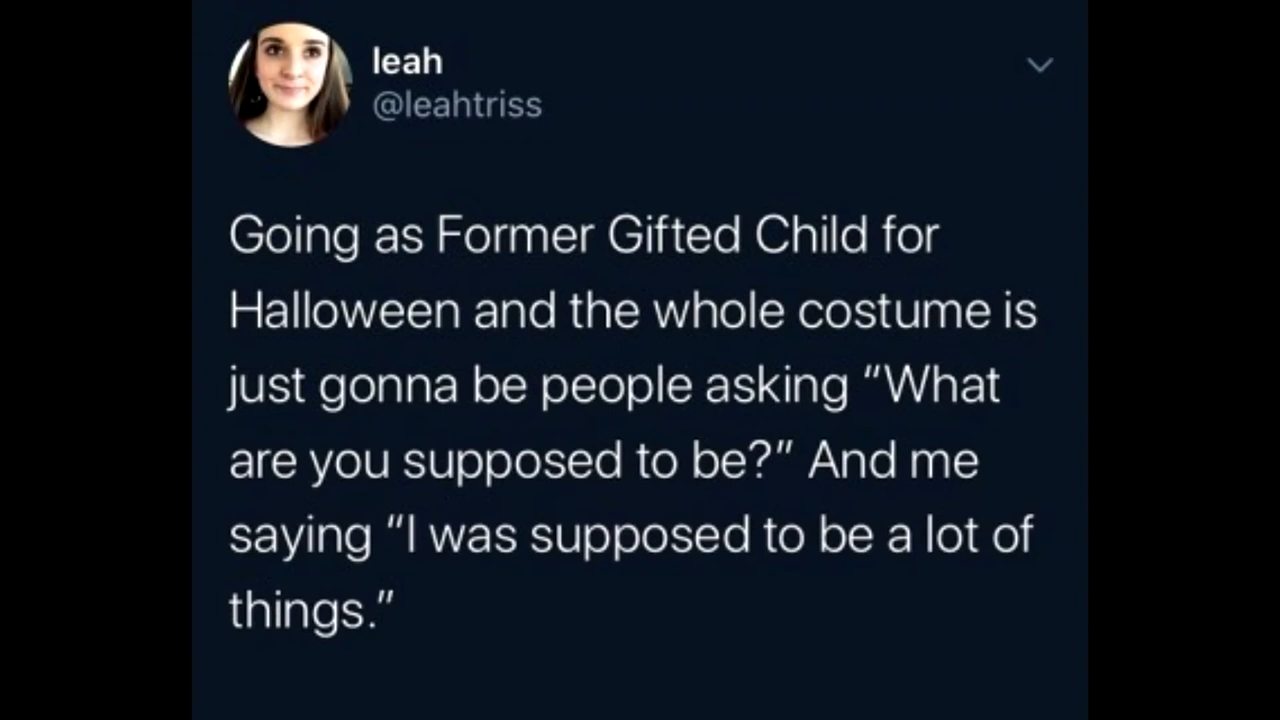 leah
@leahtriss
Going as Former Gifted Child for
Halloween and the whole costume is
just gonna be people asking "What
are you supposed to be?" And me
saying "I was supposed to be a lot of
things."